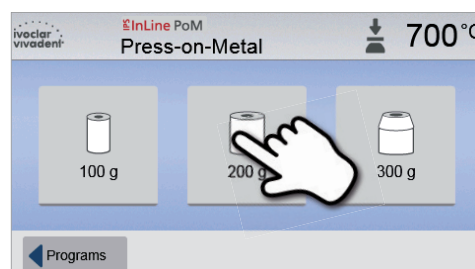 ivoclar
vivadent
IPS InLine PoM
Press-on-Metal
700°C
100 g
200 g
300 g
Programs